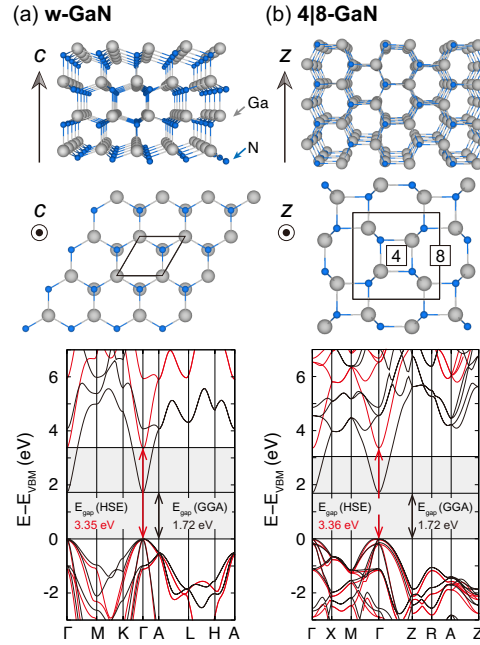 (a) w-GaN
(b) 4|8-GaN
C
Ga
N
Z
C
Z
4
8
E–E_VBM (eV)
6
4
2
0
-2
E_gap (HSE)
3.35 eV
E_gap (GGA)
1.72 eV
Γ M K Γ A L H A
E–E_VBM (eV)
6
4
2
0
-2
E_gap (HSE)
3.36 eV
E_gap (GGA)
1.72 eV
Γ X M Γ Z R A Z